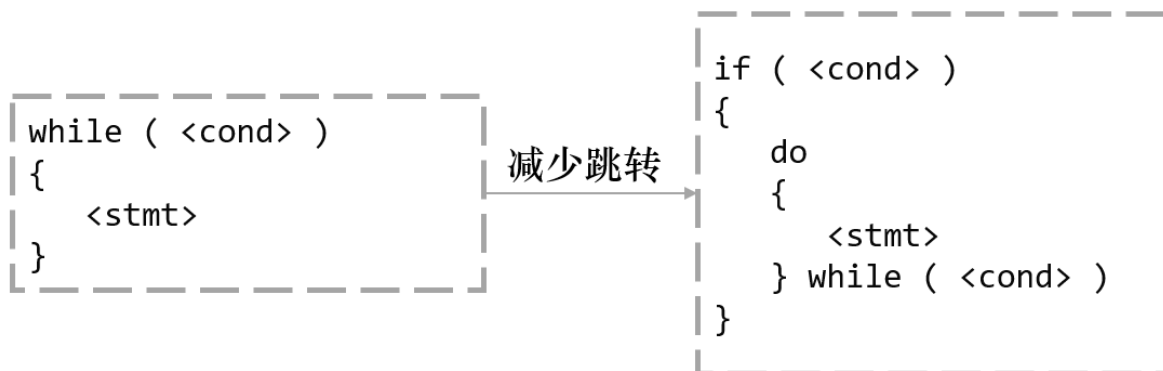 while ( <cond> )
{
   <stmt>
}
减少跳转
if ( <cond> )
{
   do
   {
      <stmt>
   } while ( <cond> )
}